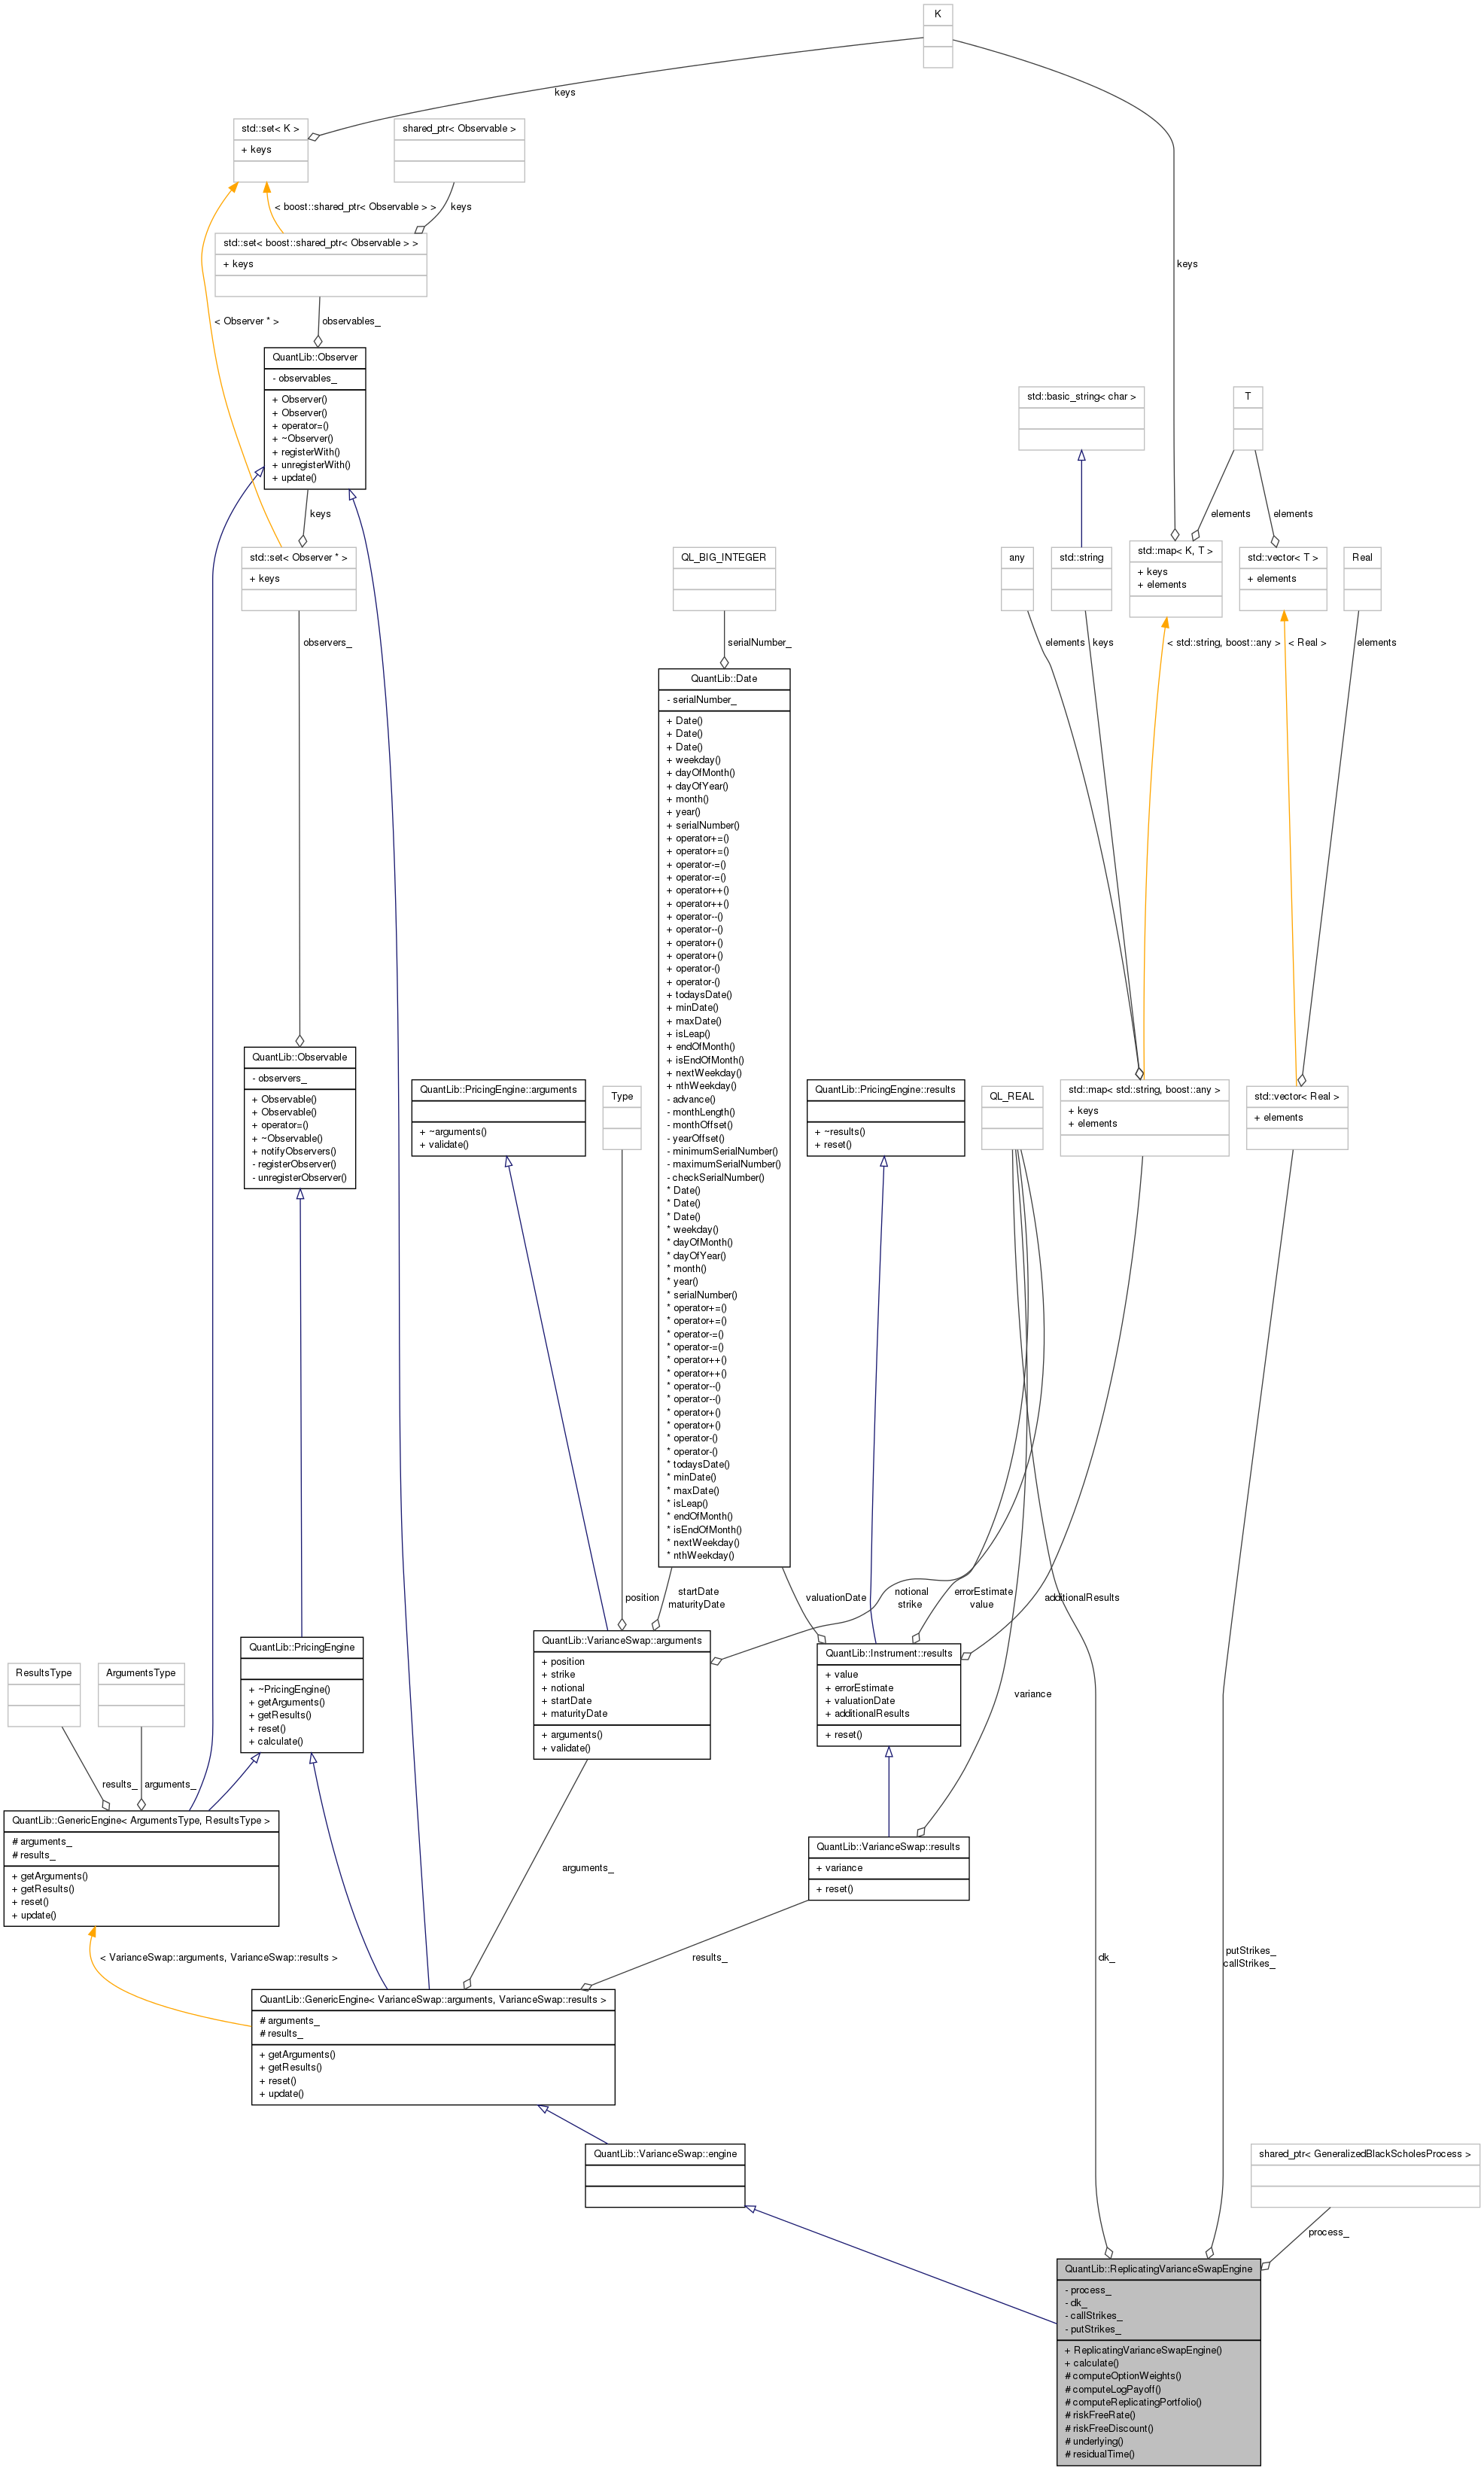 K
keys
std::set< K >
+ keys
shared_ptr< Observable >
< boost::shared_ptr< Observable > >
keys
std::set< boost::shared_ptr< Observable > >
+ keys
keys
< Observer * >
observables_
QuantLib::Observer
- observables_
+ Observer()
+ Observer()
+ operator=()
+ ~Observer()
+ registerWith()
+ unregisterWith()
+ update()
std::basic_string< char >
T
keys
elements
elements
std::set< Observer * >
+ keys
QL_BIG_INTEGER
any
std::string
std::map< K, T >
+ keys
+ elements
std::vector< T >
+ elements
Real
observers_
serialNumber_
elements
keys
< std::string, boost::any >
< Real >
elements
QuantLib::Date
- serialNumber_
+ Date()
+ Date()
+ Date()
+ weekday()
+ dayOfMonth()
+ dayOfYear()
+ month()
+ year()
+ serialNumber()
+ operator+=()
+ operator+=()
+ operator-=()
+ operator-=()
+ operator++()
+ operator++()
+ operator--()
+ operator--()
+ operator+()
+ operator+()
+ operator-()
+ operator-()
+ todaysDate()
+ minDate()
+ maxDate()
+ isLeap()
+ endOfMonth()
+ isEndOfMonth()
+ nextWeekday()
+ nthWeekday()
- advance()
- monthLength()
- monthOffset()
- yearOffset()
- minimumSerialNumber()
- maximumSerialNumber()
- checkSerialNumber()
* Date()
* Date()
* Date()
* weekday()
* dayOfMonth()
* dayOfYear()
* month()
* year()
* serialNumber()
* operator+=()
* operator+=()
* operator-=()
* operator-=()
* operator++()
* operator++()
* operator--()
* operator--()
* operator+()
* operator+()
* operator-()
* operator-()
* todaysDate()
* minDate()
* maxDate()
* isLeap()
* endOfMonth()
* isEndOfMonth()
* nextWeekday()
* nthWeekday()
QuantLib::Observable
- observers_
+ Observable()
+ Observable()
+ operator=()
+ ~Observable()
+ notifyObservers()
- registerObserver()
- unregisterObserver()
QuantLib::PricingEngine::arguments
+ ~arguments()
+ validate()
Type
QuantLib::PricingEngine::results
+ ~results()
+ reset()
QL_REAL
std::map< std::string, boost::any >
+ keys
+ elements
std::vector< Real >
+ elements
position
startDate
maturityDate
valuationDate
notional
strike
errorEstimate
value
additionalResults
QuantLib::PricingEngine
+ ~PricingEngine()
+ getArguments()
+ getResults()
+ reset()
+ calculate()
QuantLib::VarianceSwap::arguments
+ position
+ strike
+ notional
+ startDate
+ maturityDate
+ arguments()
+ validate()
QuantLib::Instrument::results
+ value
+ errorEstimate
+ valuationDate
+ additionalResults
+ reset()
ResultsType
ArgumentsType
variance
results_
arguments_
QuantLib::GenericEngine< ArgumentsType, ResultsType >
# arguments_
# results_
+ getArguments()
+ getResults()
+ reset()
+ update()
arguments_
QuantLib::VarianceSwap::results
+ variance
+ reset()
< VarianceSwap::arguments, VarianceSwap::results >
results_
dk_
putStrikes_
callStrikes_
QuantLib::GenericEngine< VarianceSwap::arguments, VarianceSwap::results >
# arguments_
# results_
+ getArguments()
+ getResults()
+ reset()
+ update()
QuantLib::VarianceSwap::engine
shared_ptr< GeneralizedBlackScholesProcess >
process_
QuantLib::ReplicatingVarianceSwapEngine
- process_
- dk_
- callStrikes_
- putStrikes_
+ ReplicatingVarianceSwapEngine()
+ calculate()
# computeOptionWeights()
# computeLogPayoff()
# computeReplicatingPortfolio()
# riskFreeRate()
# riskFreeDiscount()
# underlying()
# residualTime()